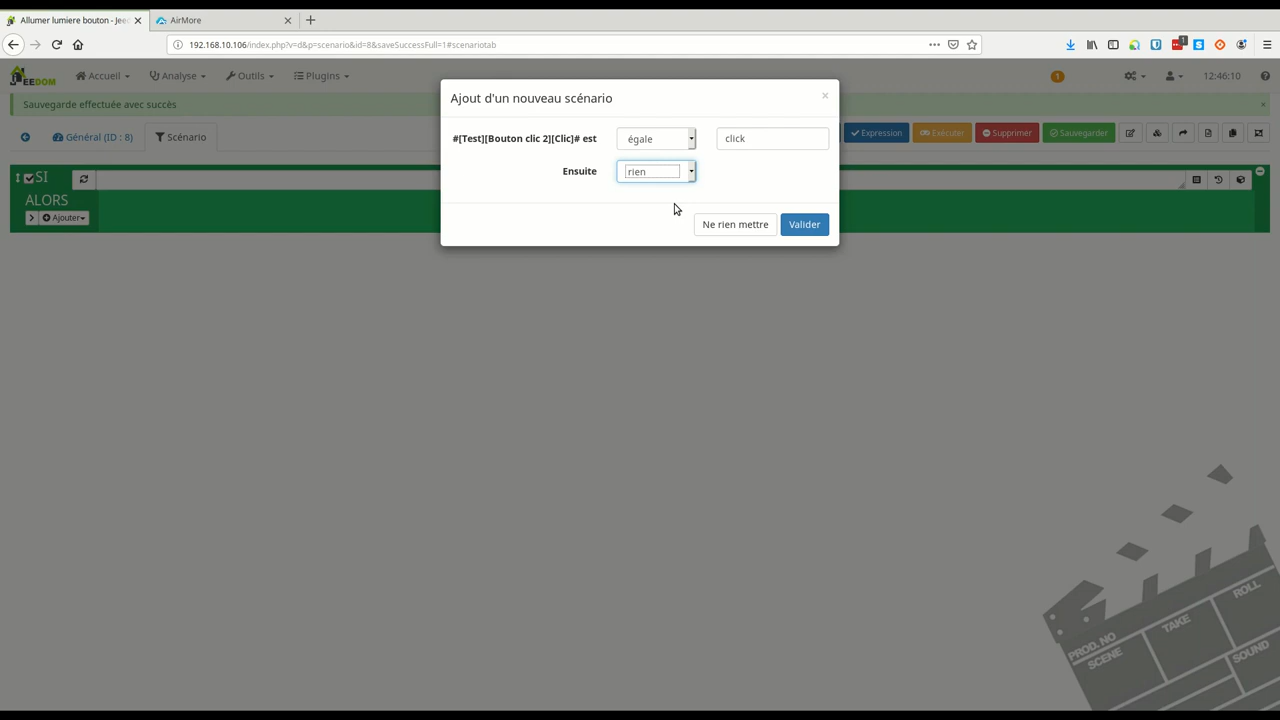 Allumer lumiere bouton - Jeed
AirMore
192.168.10.106/index.php?v=d&p=scenario&id=8&saveSuccessFull=1#scenariotab
1
JEEDOM
Accueil
Analyse
Outils
Plugins
1
12:46:10
Sauvegarde effectuée avec succès
Général (ID : 8)
Scénario
Expression
Exécuter
Supprimer
Sauvegarder
SI
ALORS
Ajouter
Ajout d'un nouveau scénario
#[Test][Bouton clic 2][Clic]# est
égale
click
Ensuite
rien
Ne rien mettre
Valider
PROD. NO
SCENE
TAKE
ROLL
SOUND